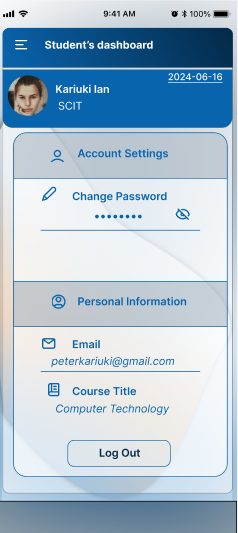 9:41 AM
100%
Student's dashboard
2024-06-16
Kariuki Ian
SCIT
Account Settings
Change Password
••••••••
Personal Information
Email
peterkariuki@gmail.com
Course Title
Computer Technology
Log Out